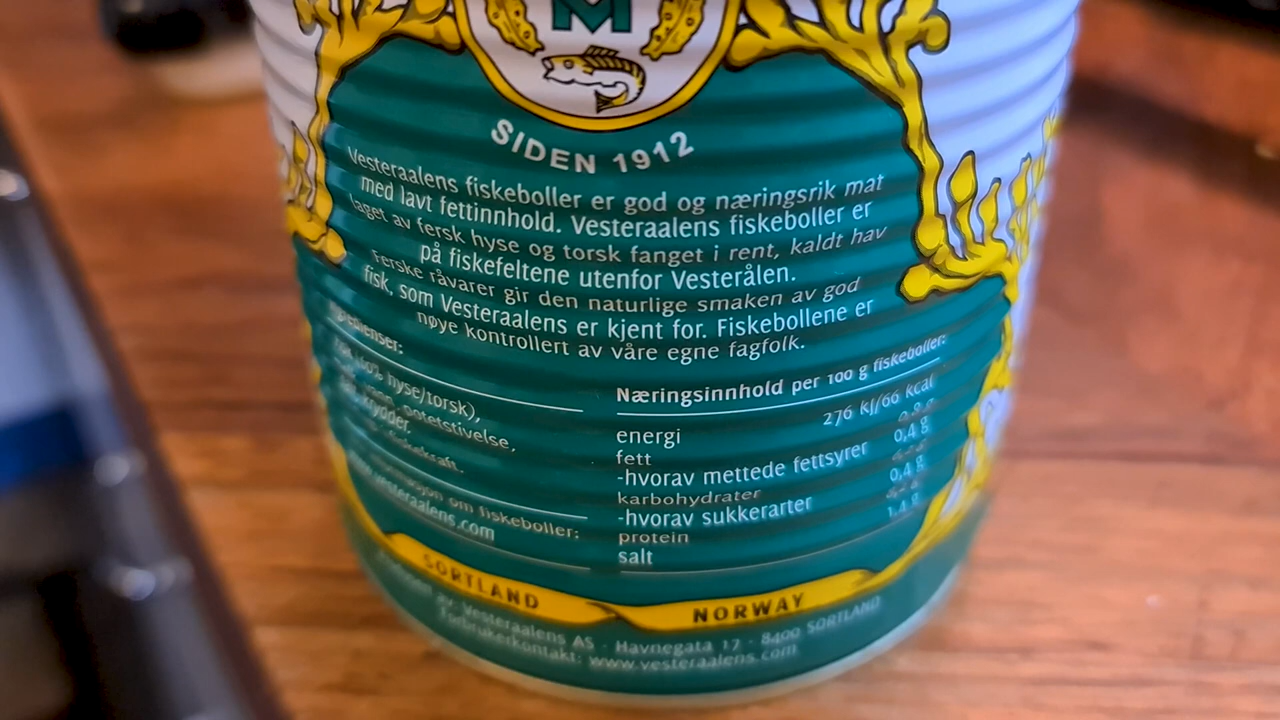 M
SIDEN 1912
Vesteraalens fiskeboller er god og næringsrik mat
med lavt fettinnhold. Vesteraalens fiskeboller er
laget av fersk hyse og torsk fanget i rent, kaldt hav
på fiskefeltene utenfor Vesterålen.
Ferske råvarer gir den naturlige smaken av god
fisk, som Vesteraalens er kjent for. Fiskebollene er
nøye kontrollert av våre egne fagfolk.
hyse/torsk),
potetstivelse,
krydder,
fiskekraft.
om fiskeboller:
Næringsinnhold per 100 g fiskeboller:
energi 276 kJ/66 kcal
fett
-hvorav mettede fettsyrer 0,4 g
karbohydrater
-hvorav sukkerarter 0,4 g
protein
salt 1,4 g
SORTLAND NORWAY
Vesteraalens AS · Havnegata 17 · 8400 SORTLAND
Forbrukerkontakt: www.vesteraalens.com